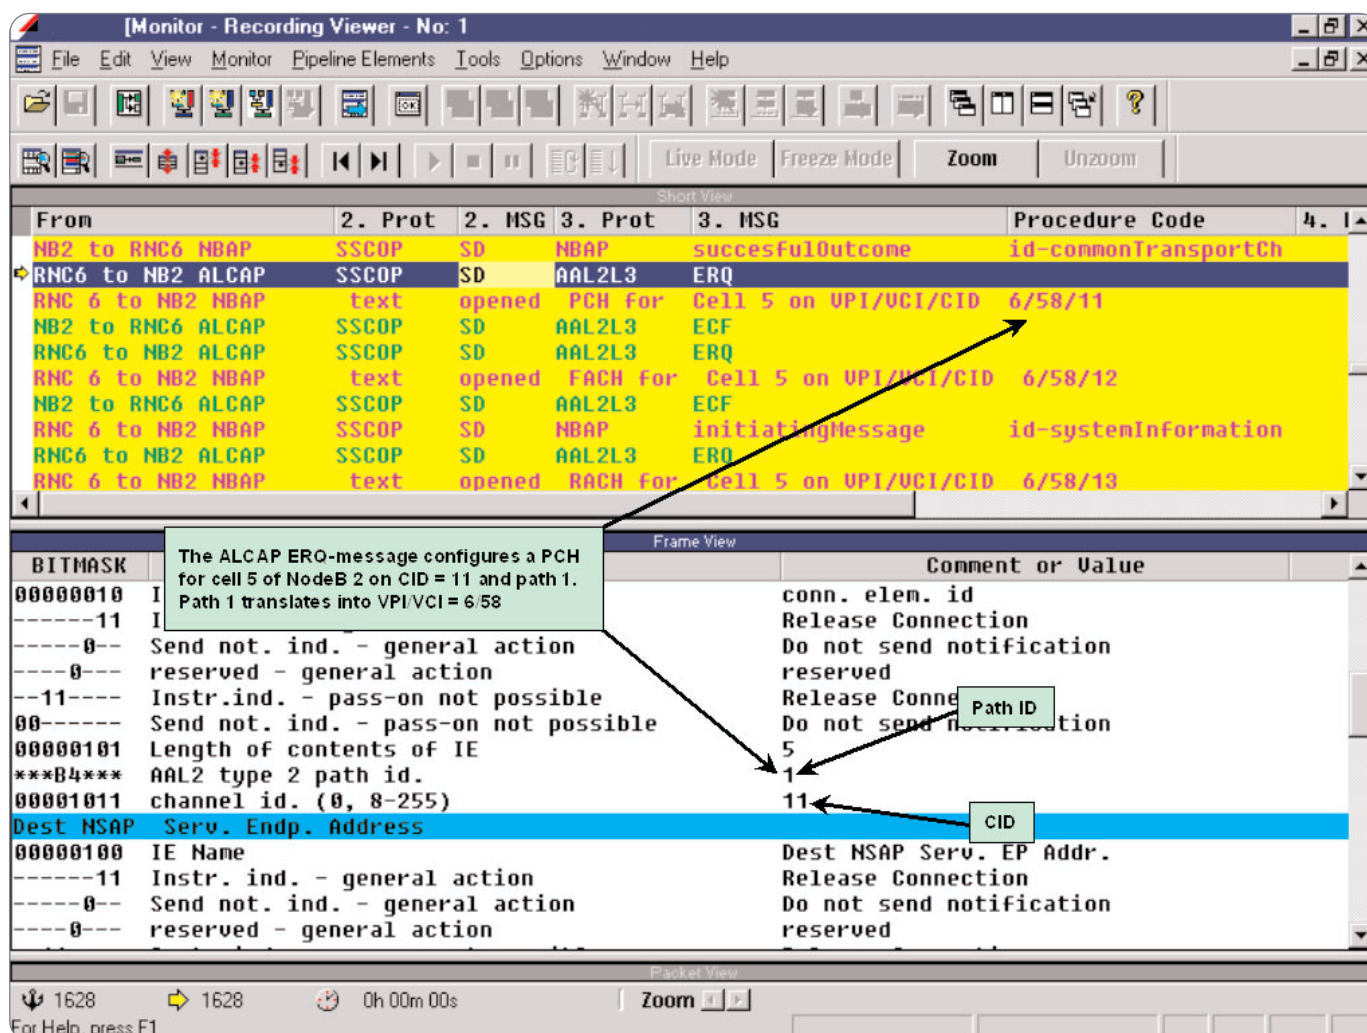 [Monitor - Recording Viewer - No: 1
File Edit View Monitor Pipeline Elements Tools Options Window Help
OK
Live Mode Freeze Mode Zoom Unzoom
Short View
From 2. Prot 2. MSG 3. Prot 3. MSG Procedure Code 4.
NB2 to RNC6 NBAP SSCOP SD NBAP succesfulOutcome id-commonTransportCh
RNC6 to NB2 ALCAP SSCOP SD AAL2L3 ERQ
RNC 6 to NB2 NBAP text opened PCH for Cell 5 on VPI/VCI/CID 6/58/11
NB2 to RNC6 ALCAP SSCOP SD AAL2L3 ECF
RNC6 to NB2 ALCAP SSCOP SD AAL2L3 ERQ
RNC 6 to NB2 NBAP text opened FACH for Cell 5 on VPI/VCI/CID 6/58/12
NB2 to RNC6 ALCAP SSCOP SD AAL2L3 ECF
RNC 6 to NB2 NBAP SSCOP SD NBAP initiatingMessage id-systemInformation
RNC6 to NB2 ALCAP SSCOP SD AAL2L3 ERQ
RNC 6 to NB2 NBAP text opened RACH for Cell 5 on VPI/VCI/CID 6/58/13
Frame View
The ALCAP ERQ-message configures a PCH
for cell 5 of NodeB 2 on CID = 11 and path 1.
Path 1 translates into VPI/VCI = 6/58
BITMASK Comment or Value
00000010 I conn. elem. id
------11 I Release Connection
-----0-- Send not. ind. - general action Do not send notification
----0--- reserved - general action reserved
--11---- Instr.ind. - pass-on not possible Release Conne
Path ID
00------ Send not. ind. - pass-on not possible Do not send notification
00000101 Length of contents of IE 5
***B4*** AAL2 type 2 path id. 1
00001011 channel id. (0, 8-255) 11
CID
Dest NSAP Serv. Endp. Address
00000100 IE Name Dest NSAP Serv. EP Addr.
------11 Instr. ind. - general action Release Connection
-----0-- Send not. ind. - general action Do not send notification
----0--- reserved - general action reserved
Packet View
1628 1628 0h 00m 00s Zoom
For Help, press F1